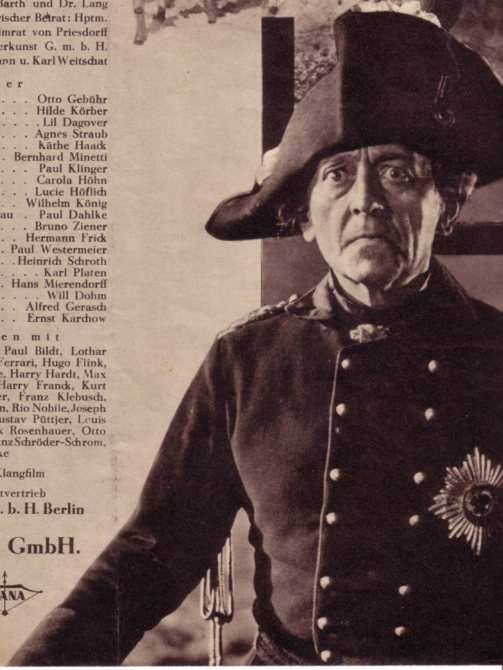 Barth und Dr. Lang
rischer Beirat: Hptm.
imrat von Priesdorff
erkunst G. m. b. H.
ann u. Karl Weitschat
er
. . . Otto Gebühr
. . . Hilde Körber
. . . . Lil Dagover
. . . Agnes Straub
. . . Käthe Haack
. Bernhard Minetti
. . . Paul Klinger
. . . Carola Höhn
. . . Lucie Höflich
. . Wilhelm König
au . Paul Dahlke
. . . Bruno Ziener
. . Hermann Frick
. Paul Westermeier
. Heinrich Schroth
. . . . Karl Platen
. Hans Mierendorff
. . . . . Will Dohm
. . Alfred Gerasch
. . Ernst Karchow
en mit
Paul Bildt, Lothar
Ferrari, Hugo Flink,
e, Harry Hardt, Max
Harry Franck, Kurt
er, Franz Klebusch,
n, Rio Nobile, Joseph
ustav Püttjer, Louis
k Rosenhauer, Otto
nz Schröder-Schrom,
ke
Klangfilm
tvertrieb
. b. H. Berlin
GmbH.
ANA